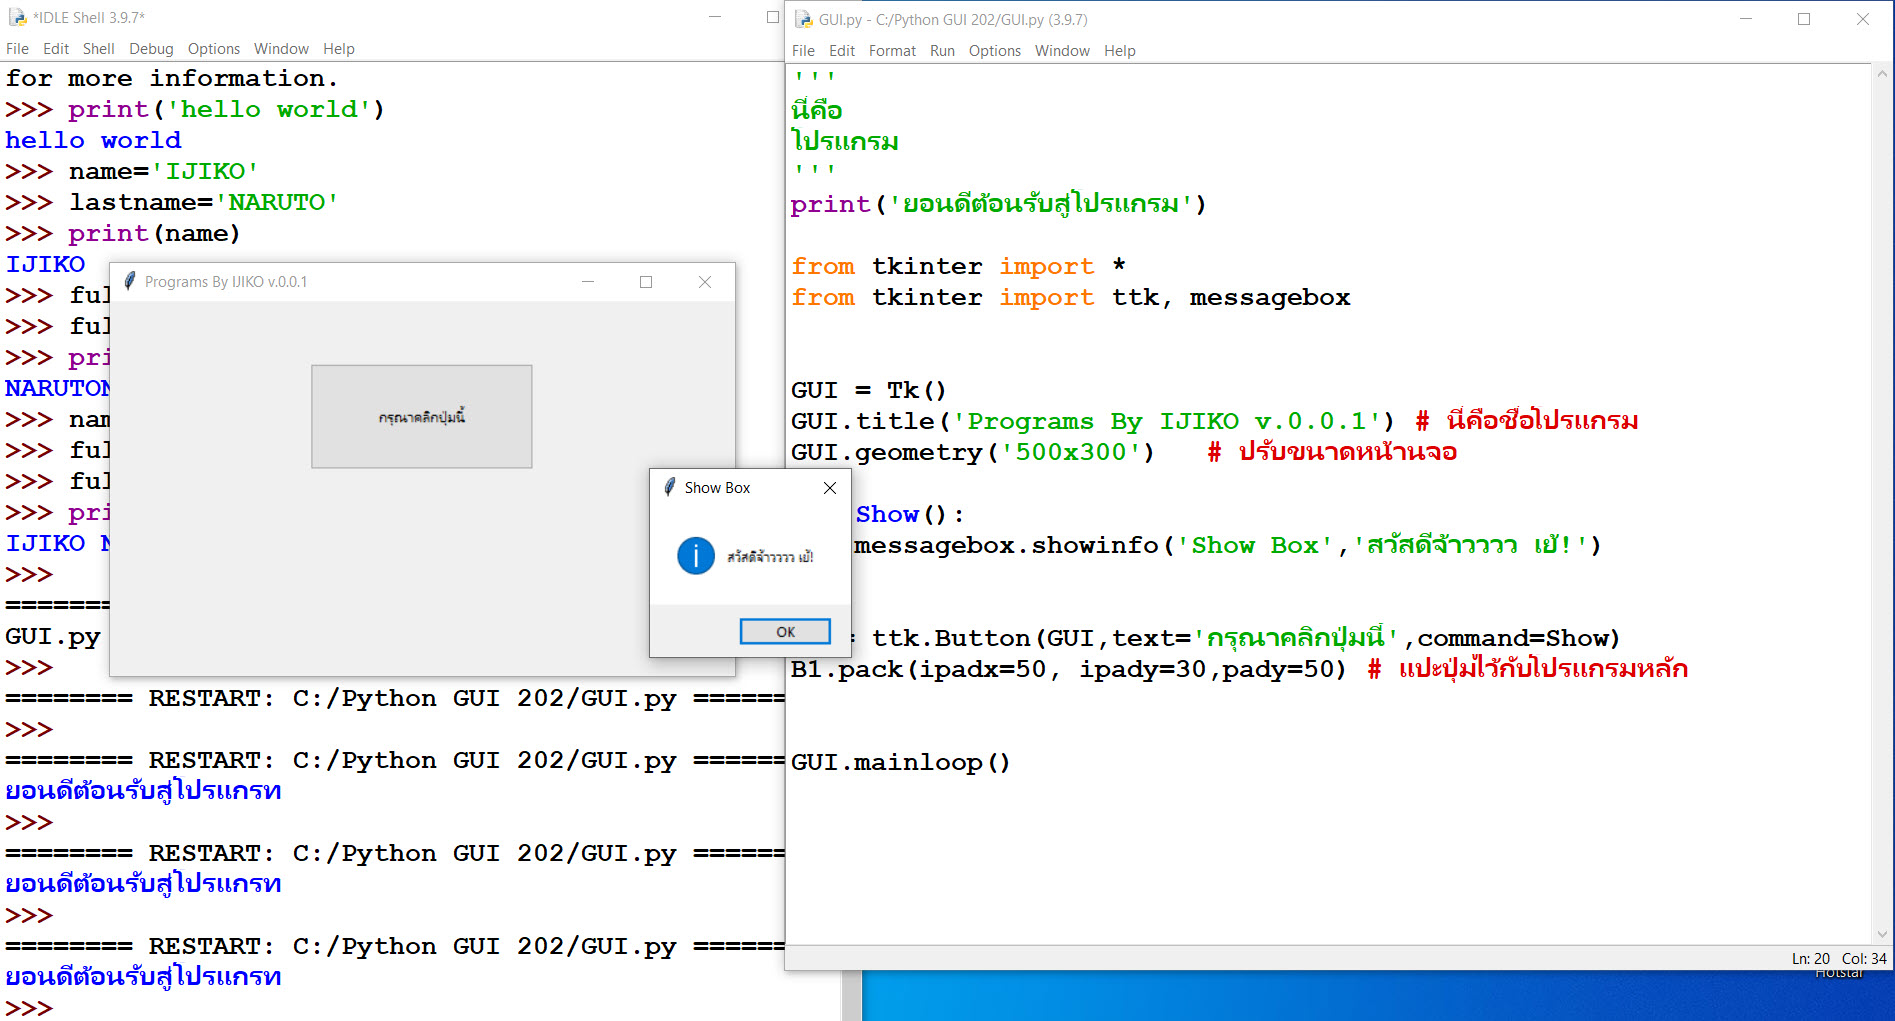 *IDLE Shell 3.9.7*
File Edit Shell Debug Options Window Help
for more information.
>>> print('hello world')
hello world
>>> name='IJIKO'
>>> lastname='NARUTO'
>>> print(name)
IJIKO
>>> ful
>>> ful
>>> pri
NARUTON
>>> nam
>>> ful
>>> ful
>>> pri
IJIKO N
>>>
========
GUI.py
>>>
======== RESTART: C:/Python GUI 202/GUI.py ======
>>>
======== RESTART: C:/Python GUI 202/GUI.py ======
ยอนดีต้อนรับสู่โปรแกรท
>>>
======== RESTART: C:/Python GUI 202/GUI.py ======
ยอนดีต้อนรับสู่โปรแกรท
>>>
======== RESTART: C:/Python GUI 202/GUI.py ======
ยอนดีต้อนรับสู่โปรแกรท
>>>
Programs By IJIKO v.0.0.1
กรุณาคลิกปุ่มนี้
Show Box
สวัสดีจ้าวววว เย้!
OK
GUI.py - C:/Python GUI 202/GUI.py (3.9.7)
File Edit Format Run Options Window Help
'''
นี่คือ
โปรแกรม
'''
print('ยอนดีต้อนรับสู่โปรแกรม')
from tkinter import *
from tkinter import ttk, messagebox
GUI = Tk()
GUI.title('Programs By IJIKO v.0.0.1') # นี่คือชื่อโปรแกรม
GUI.geometry('500x300') # ปรับขนาดหน้านจอ
Show():
messagebox.showinfo('Show Box','สวัสดีจ้าวววว เย้!')
= ttk.Button(GUI,text='กรุณาคลิกปุ่มนี้',command=Show)
B1.pack(ipadx=50, ipady=30,pady=50) # แปะปุ่มไว้กับโปรแกรมหลัก
GUI.mainloop()
Ln: 20 Col: 34
Hotstar